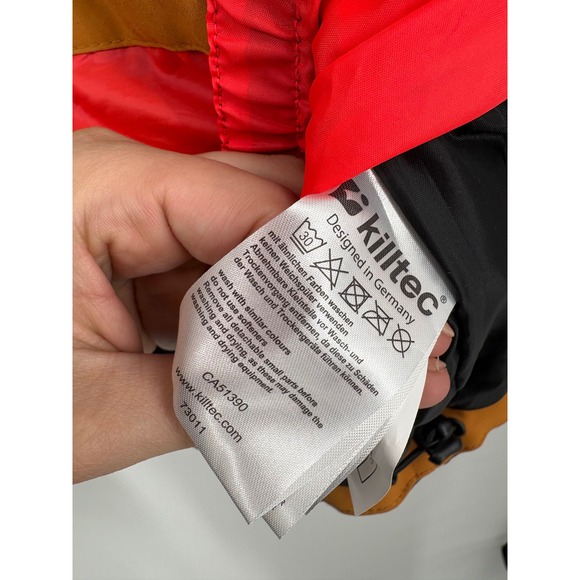 killtec®
Designed in Germany
30
mit ähnlichen Farben waschen
keinen Weichspüler verwenden
Abnehmbare Kleinteile vor Wasch- und
Trockenvorgang entfernen, da diese zu Schäden
der Wasch und Trockengeräte führen können.
wash with similar colours
do not use softeners
Remove all detachable small parts before
washing and drying, as these may damage the
washing and drying equipment.
CA51390
www.killtec.com
73011